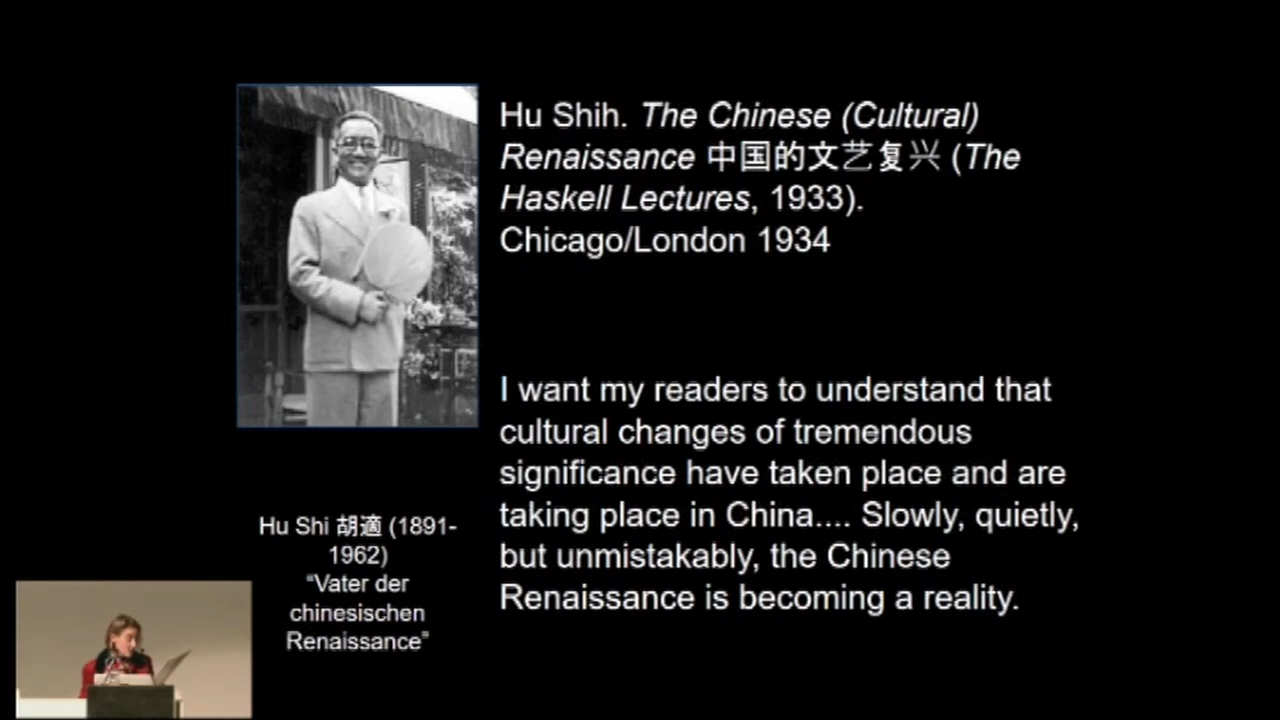 Hu Shih. The Chinese (Cultural)
Renaissance 中国的文艺复兴 (The
Haskell Lectures, 1933).
Chicago/London 1934
I want my readers to understand that
cultural changes of tremendous
significance have taken place and are
taking place in China.... Slowly, quietly,
but unmistakably, the Chinese
Renaissance is becoming a reality.
Hu Shi 胡適 (1891-
1962)
“Vater der
chinesischen
Renaissance”